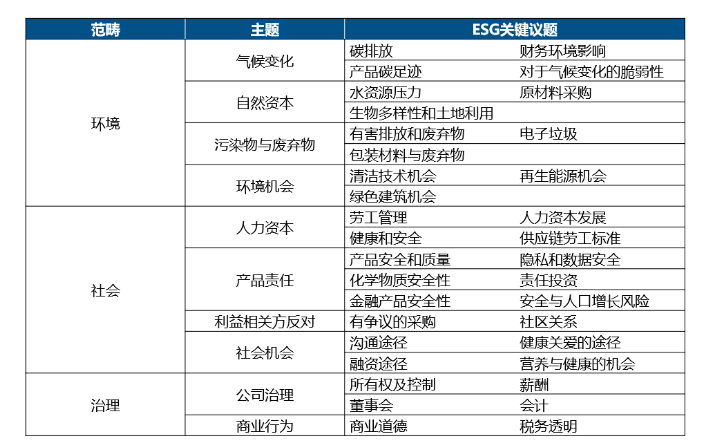 范畴 主题 ESG关键议题
环境 气候变化 碳排放 财务环境影响
产品碳足迹 对于气候变化的脆弱性
自然资本 水资源压力 原材料采购
生物多样性和土地利用
污染物与废弃物 有害排放和废弃物 电子垃圾
包装材料与废弃物
环境机会 清洁技术机会 再生能源机会
绿色建筑机会
社会 人力资本 劳工管理 人力资本发展
健康和安全 供应链劳工标准
产品责任 产品安全和质量 隐私和数据安全
化学物质安全性 责任投资
金融产品安全性 安全与人口增长风险
利益相关方反对 有争议的采购 社区关系
社会机会 沟通途径 健康关爱的途径
融资途径 营养与健康的机会
治理 公司治理 所有权及控制 薪酬
董事会 会计
商业行为 商业道德 税务透明